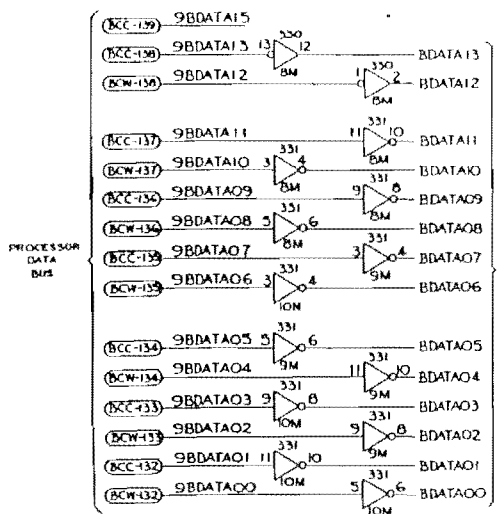 BCC-139 9BDATA15
BCC-138 9BDATA13 13 330 12 8M BDATA13
BCW-138 9BDATA12 1 330 2 8M BDATA12
BCC-137 9BDATA11 11 331 10 8M BDATA11
BCW-137 9BDATA10 3 331 4 8M BDATA10
BCC-136 9BDATA09 9 331 8 8M BDATA09
BCW-136 9BDATA08 5 331 6 8M BDATA08
PROCESSOR DATA BUS
BCC-135 9BDATA07 3 331 4 9M BDATA07
BCW-135 9BDATA06 3 331 4 10M BDATA06
BCC-134 9BDATA05 5 331 6 9M BDATA05
BCW-134 9BDATA04 11 331 10 9M BDATA04
BCC-133 9BDATA03 9 331 8 10M BDATA03
BCW-133 9BDATA02 9 331 8 9M BDATA02
BCC-132 9BDATA01 11 331 10 10M BDATA01
BCW-132 9BDATA00 5 331 6 10M BDATA00